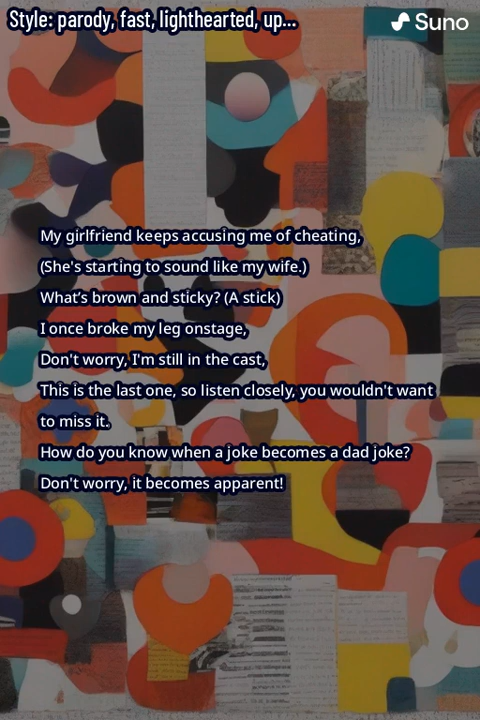 Style: parody, fast, lighthearted, up...
Suno
My girlfriend keeps accusing me of cheating,
(She's starting to sound like my wife.)
What’s brown and sticky? (A stick)
I once broke my leg onstage,
Don't worry, I'm still in the cast,
This is the last one, so listen closely, you wouldn't want
to miss it.
How do you know when a joke becomes a dad joke?
Don't worry, it becomes apparent!